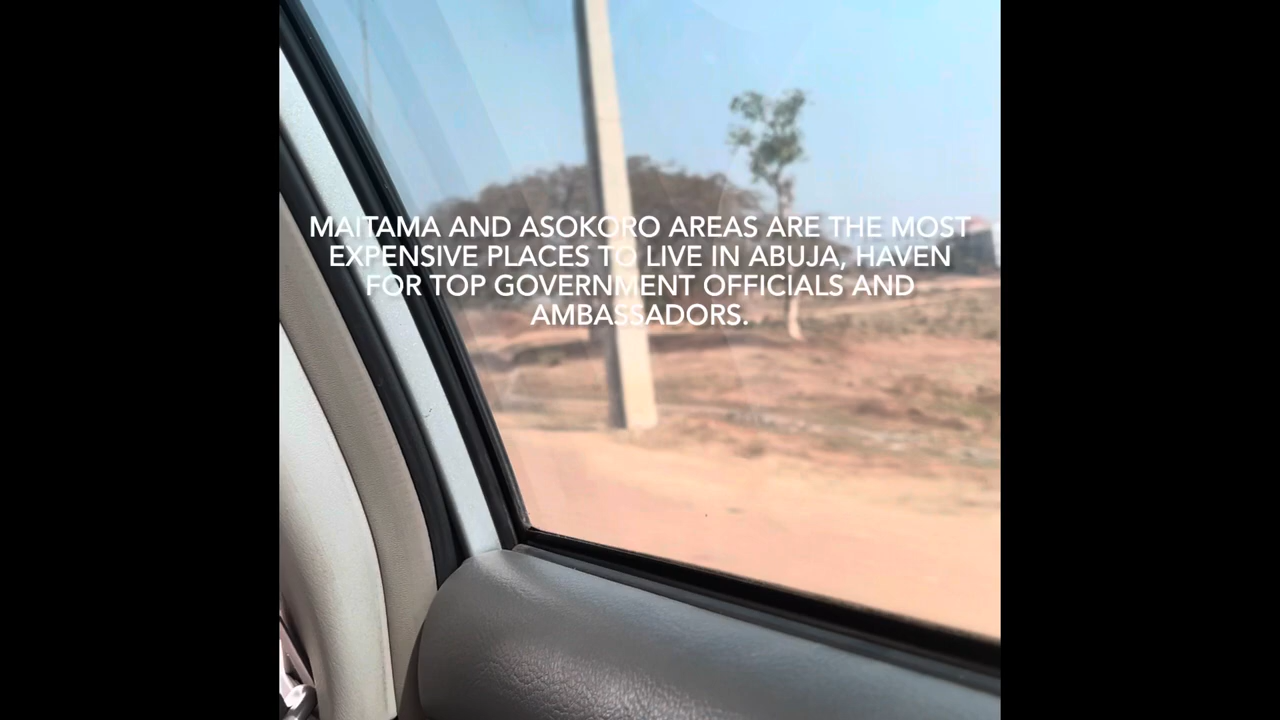 MAITAMA AND ASOKORO AREAS ARE THE MOST
EXPENSIVE PLACES TO LIVE IN ABUJA, HAVEN
FOR TOP GOVERNMENT OFFICIALS AND
AMBASSADORS.